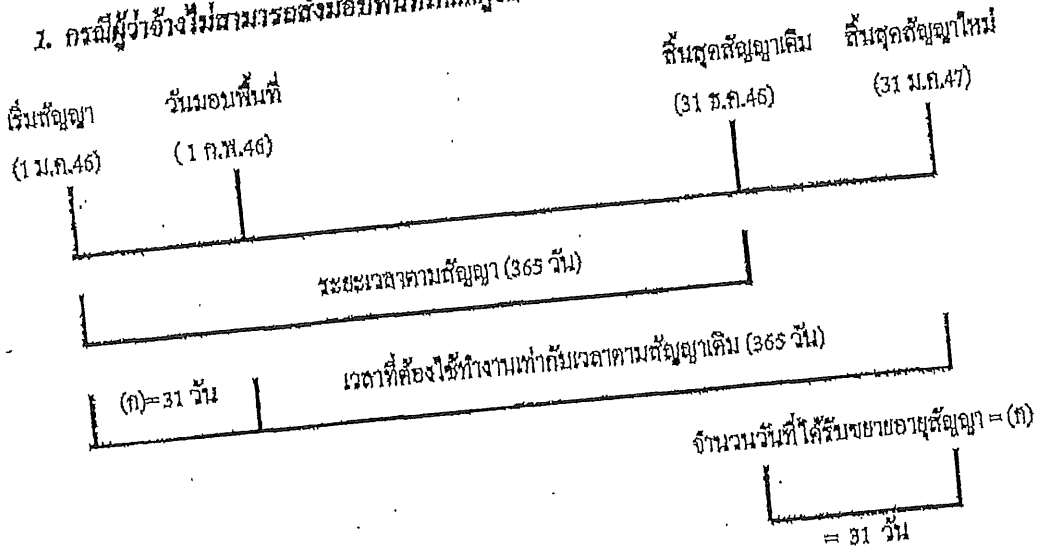 1. กรณีผู้ว่าจ้างไม่สามารถส่งมอบพื้นที่
เริ่มสัญญา
(1 ม.ค.46)
วันมอบพื้นที่
(1 ก.พ.46)
สิ้นสุดสัญญาเดิม
(31 ธ.ค.46)
สิ้นสุดสัญญาใหม่
(31 ม.ค.47)
ระยะเวลาตามสัญญา (365 วัน)
(ก)=31 วัน
เวลาที่ต้องใช้ทำงานเท่ากับเวลาตามสัญญาเดิม (365 วัน)
จำนวนวันที่ได้รับขยายอายุสัญญา = (ก)
= 31 วัน